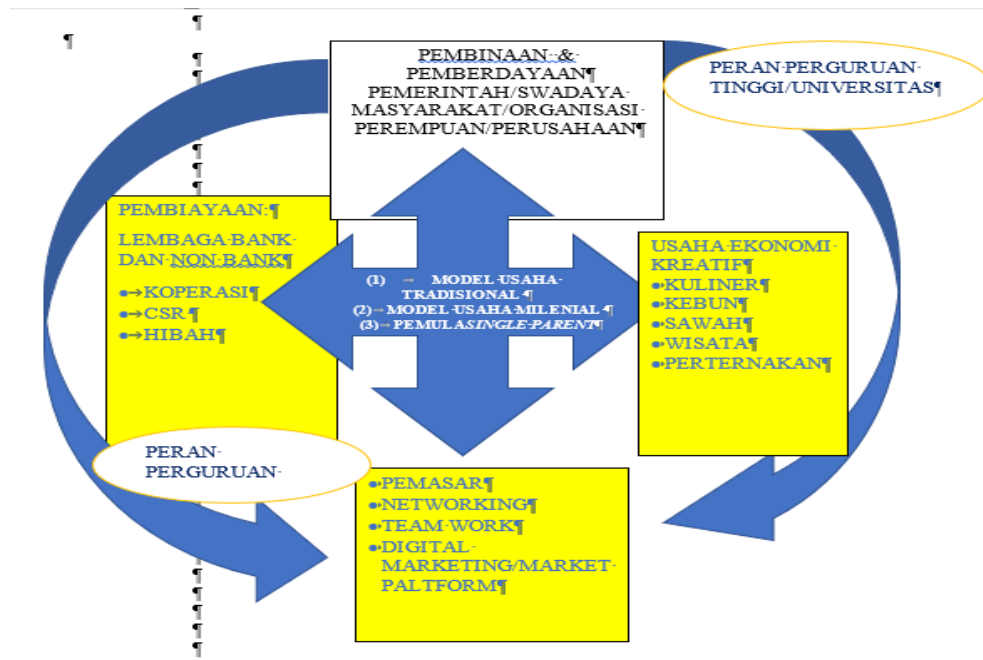 PEMBINAAN & 
PEMBERDAYAAN¶
PEMERINTAH/SWADAYA
MASYARAKAT/ORGANISASI
PEREMPUAN/PERUSAHAAN¶
PERAN PERGURUAN
TINGGI/UNIVERSITAS¶
PEMBIAYAAN:¶
LEMBAGA BANK
DAN NON BANK¶
•→KOPERASI¶
•→CSR¶
•→HIBAH¶
(1) → MODEL USAHA
TRADISIONAL ¶
(2)→MODEL USAHA MILENIAL ¶
(3)→PEMULASINGLE-PARENT¶
USAHA EKONOMI
KREATIF¶
•KULINER¶
•KEBUN¶
•SAWAH¶
•WISATA¶
•PERTERNAKAN¶
PERAN
PERGURUAN
•PEMASAR¶
•NETWORKING¶
•TEAM WORK¶
•DIGITAL
MARKETING/MARKET
PALTFORM¶